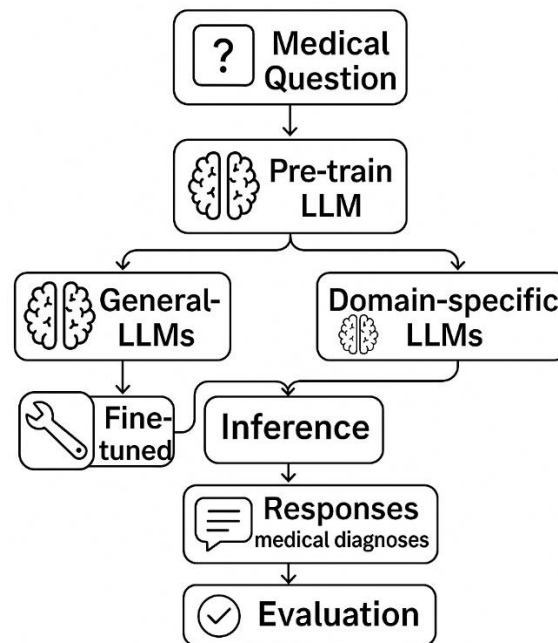 ?
Medical
Question
Pre-train
LLM
General-
LLMs
Domain-specific
LLMs
Fine-
tuned
Inference
Responses
medical diagnoses
Evaluation